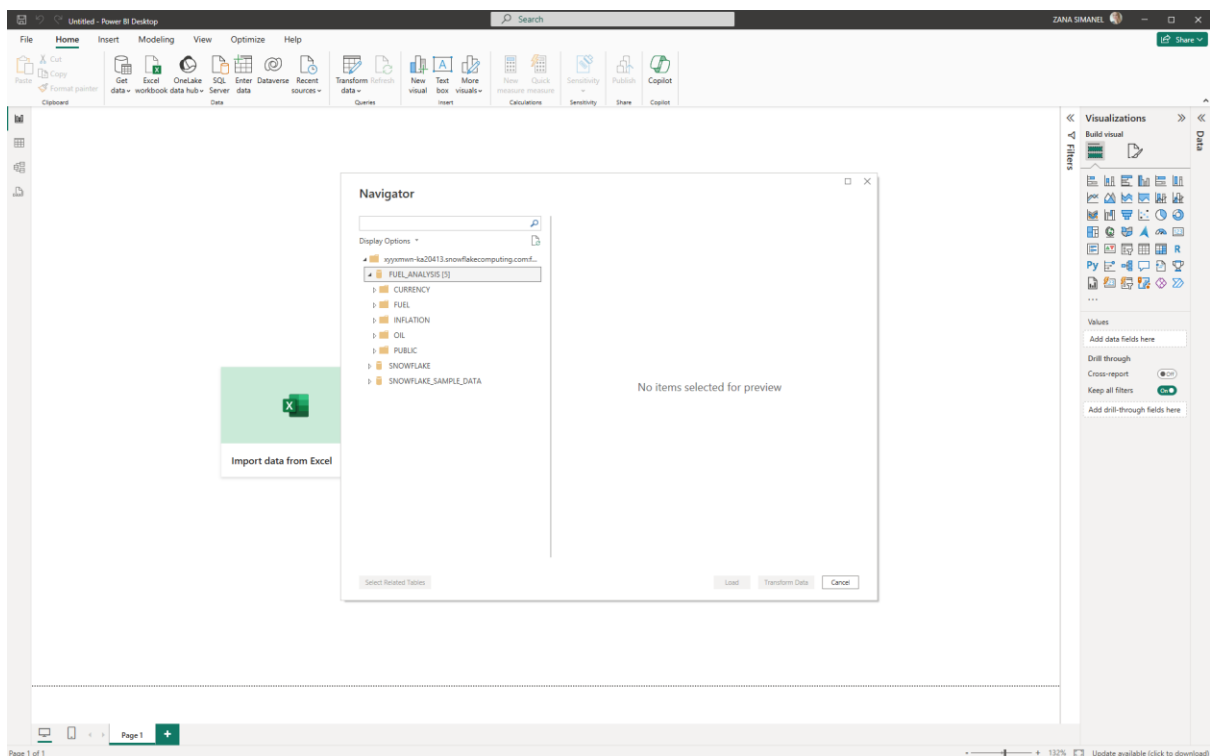 Untitled - Power BI Desktop
Search
ZANA SIMANEL
File Home Insert Modeling View Optimize Help
Share
Paste
Cut
Copy
Format painter
Get data
Excel workbook
OneLake data hub
SQL Server
Enter data
Dataverse
Recent sources
Transform data
Refresh
New visual
Text box
More visuals
New measure
Quick measure
Sensitivity
Publish
Copilot
Clipboard
Data
Queries
Insert
Calculations
Sensitivity
Share
Copilot
Filters
Visualizations
Data
Build visual
Values
Add data fields here
Drill through
Cross-report Off
Keep all filters On
Add drill-through fields here
Import data from Excel
Navigator
Display Options
FUEL_ANALYSIS [5]
CURRENCY
FUEL
INFLATION
OIL
PUBLIC
SNOWFLAKE
SNOWFLAKE_SAMPLE_DATA
No items selected for preview
Select Related Tables
Load
Transform Data
Cancel
Page 1
Page 1 of 1
132%
Update available (click to download)